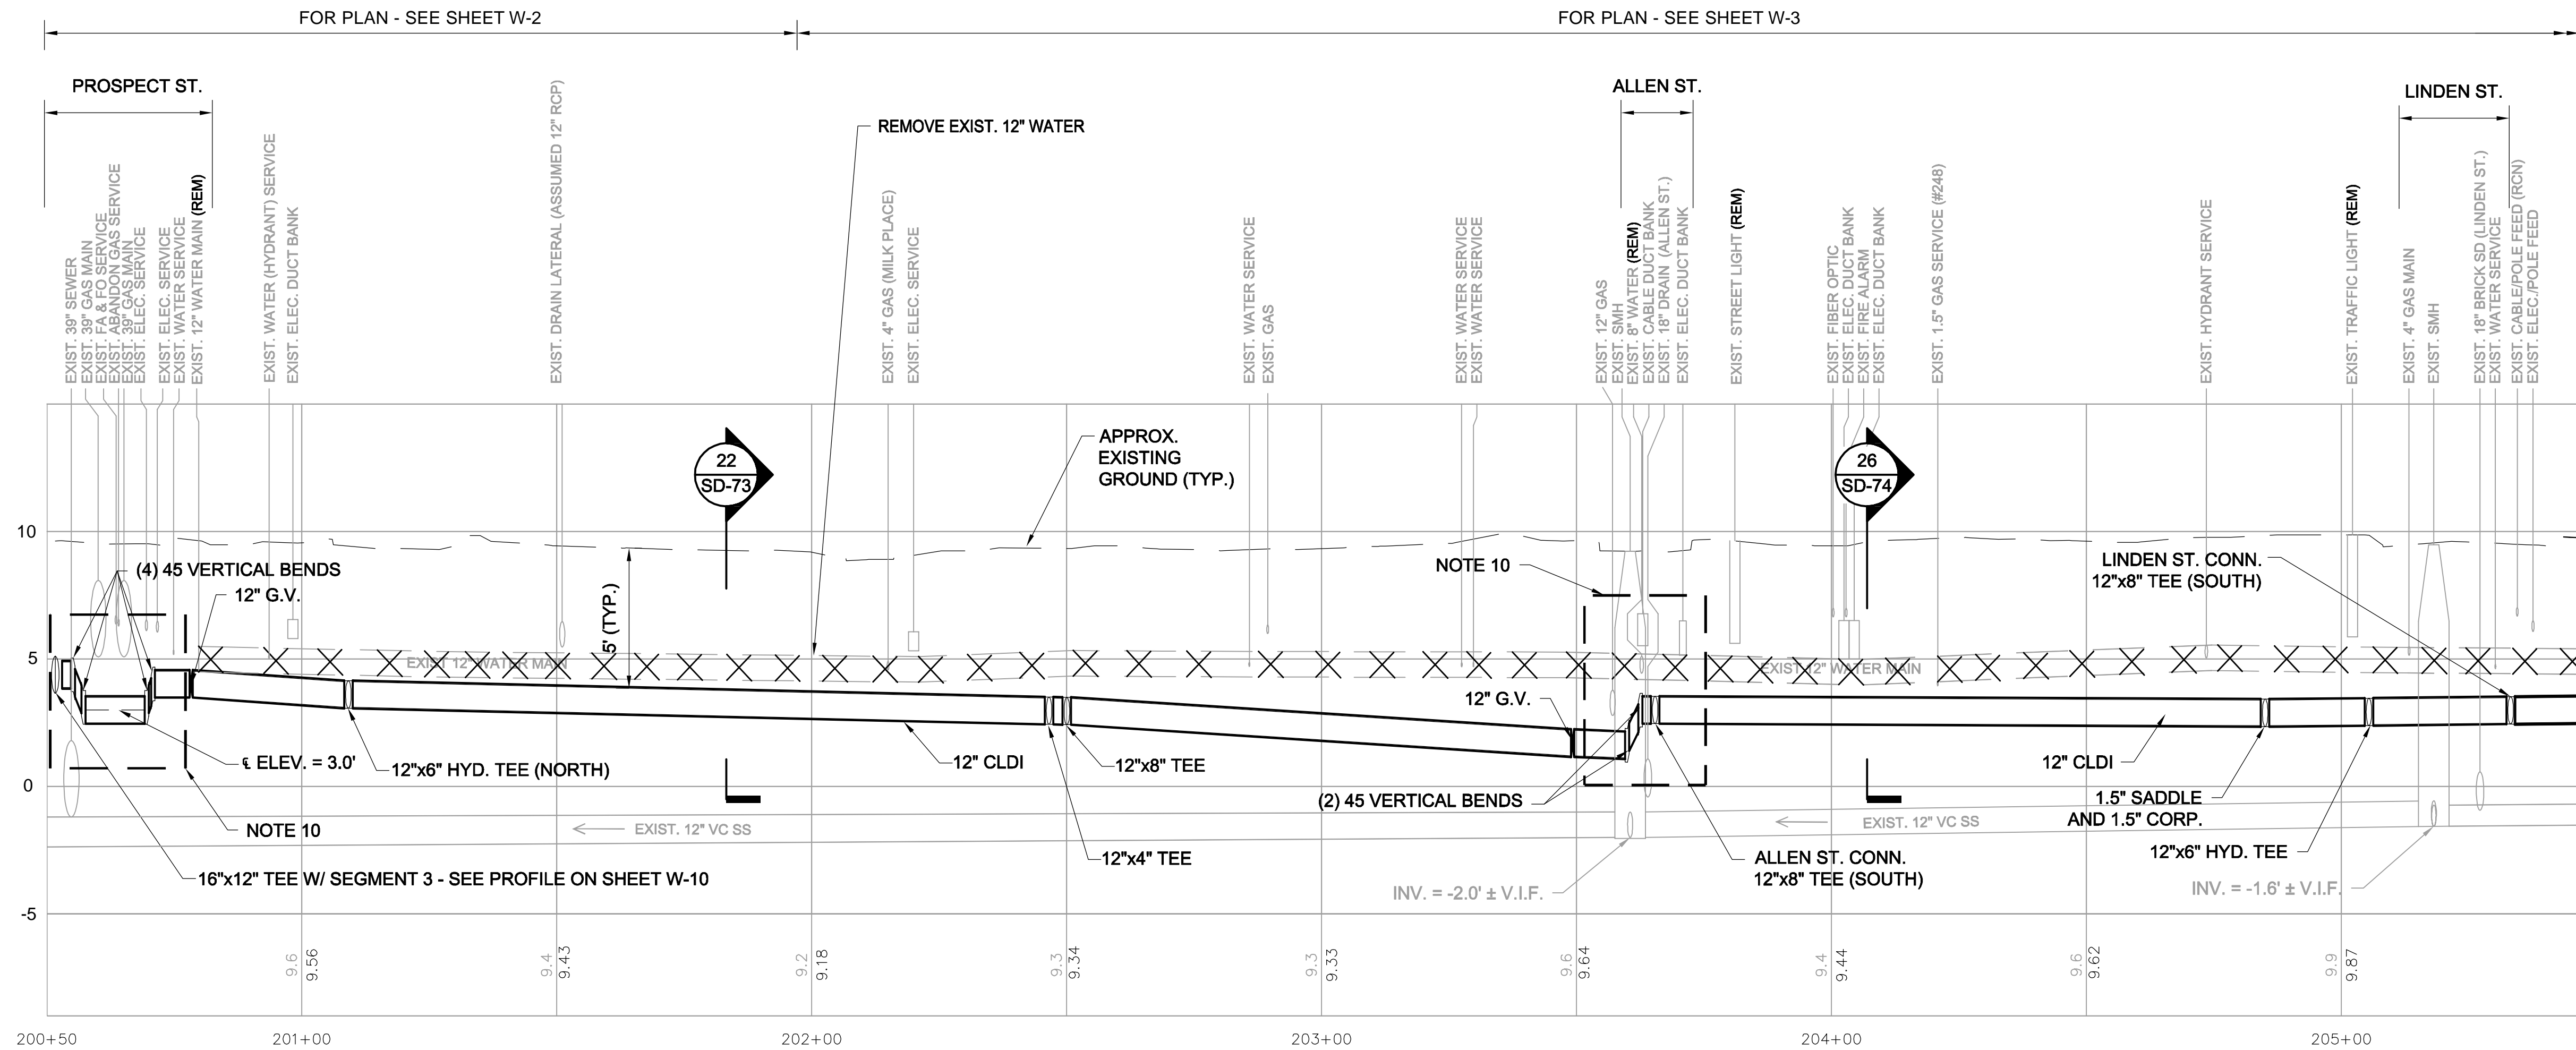 FOR PLAN - SEE SHEET W-2
FOR PLAN - SEE SHEET W-3
PROSPECT ST.
ALLEN ST.
LINDEN ST.
REMOVE EXIST. 12" WATER
EXIST. 39" SEWER
EXIST. 39" GAS MAIN
EXIST. FA & FO SERVICE
EXIST. ABANDON GAS SERVICE
EXIST. 39" GAS MAIN
EXIST. ELEC. SERVICE
EXIST. ELEC. SERVICE
EXIST. WATER SERVICE
EXIST. 12" WATER MAIN (REM)
EXIST. WATER (HYDRANT) SERVICE
EXIST. ELEC. DUCT BANK
EXIST. DRAIN LATERAL (ASSUMED 12" RCP)
EXIST. 4" GAS (MILK PLACE)
EXIST. ELEC. SERVICE
EXIST. WATER SERVICE
EXIST. GAS
EXIST. WATER SERVICE
EXIST. WATER SERVICE
EXIST. 12" GAS
EXIST. SMH
EXIST. 8" WATER (REM)
EXIST. CABLE DUCT BANK
EXIST. 18" DRAIN (ALLEN ST.)
EXIST. ELEC. DUCT BANK
EXIST. STREET LIGHT (REM)
EXIST. FIBER OPTIC
EXIST. ELEC. DUCT BANK
EXIST. FIRE ALARM
EXIST. ELEC. DUCT BANK
EXIST. 1.5" GAS SERVICE (#248)
EXIST. HYDRANT SERVICE
EXIST. TRAFFIC LIGHT (REM)
EXIST. 4" GAS MAIN
EXIST. SMH
EXIST. 18" BRICK SD (LINDEN ST.)
EXIST. WATER SERVICE
EXIST. CABLE/POLE FEED (RCN)
EXIST. ELEC./POLE FEED
22
SD-73
APPROX.
EXISTING
GROUND (TYP.)
26
SD-74
10
5
0
-5
(4) 45 VERTICAL BENDS
12" G.V.
5' (TYP.)
NOTE 10
LINDEN ST. CONN.
12"x8" TEE (SOUTH)
EXIST 12" WATER MAIN
EXIST 12" WATER MAIN
12" G.V.
℄ ELEV. = 3.0'
12"x6" HYD. TEE (NORTH)
12" CLDI
12"x8" TEE
12" CLDI
(2) 45 VERTICAL BENDS
1.5" SADDLE
AND 1.5" CORP.
NOTE 10
EXIST. 12" VC SS
EXIST. 12" VC SS
12"x4" TEE
ALLEN ST. CONN.
12"x8" TEE (SOUTH)
12"x6" HYD. TEE
16"x12" TEE W/ SEGMENT 3 - SEE PROFILE ON SHEET W-10
INV. = -2.0' ± V.I.F.
INV. = -1.6' ± V.I.F.
9.6
9.56
9.4
9.43
9.2
9.18
9.3
9.34
9.3
9.33
9.6
9.64
9.4
9.44
9.6
9.62
9.9
9.87
200+50
201+00
202+00
203+00
204+00
205+00